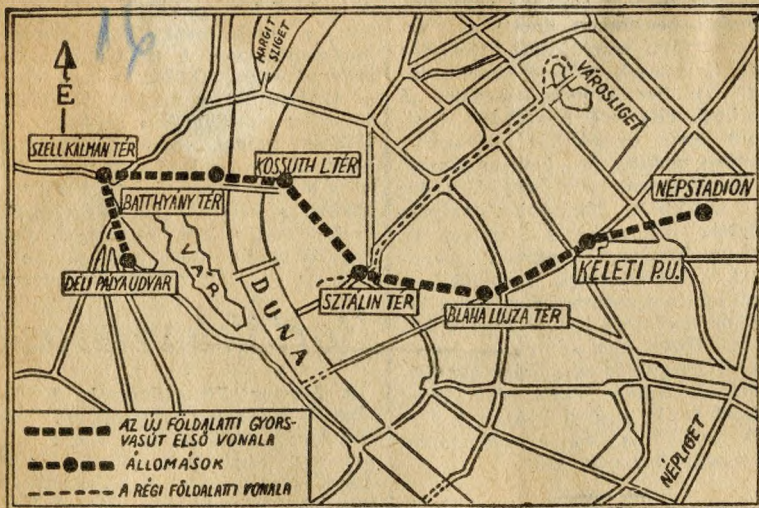 16
MARGIT
SZIGET
É
VÁROSLIGET
SZÉLL KÁLMÁN TÉR
KOSSUTH L. TÉR
BATTHYÁNY TÉR
NÉPSTADION
VÁR
DÉLI PÁLYAUDVAR
DUNA
SZTÁLIN TÉR
KELETI P.U.
BLAHA LUJZA TÉR
AZ ÚJ FÖLDALATTI GYORS-
VASÚT ELSŐ VONALA
ÁLLOMÁSOK
A RÉGI FÖLDALATTI VONALA
NÉPLIGET